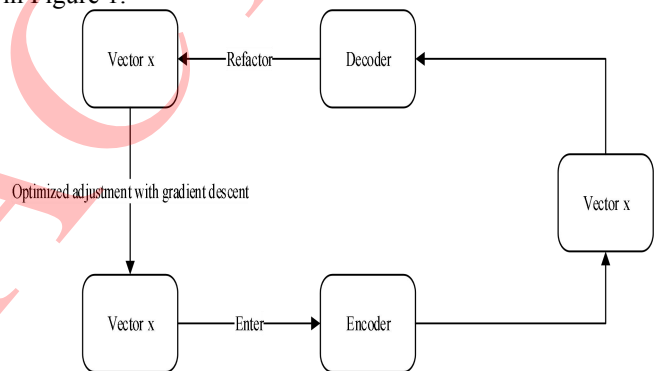 in Figure 1.
Vector x
Refactor
Decoder
Optimized adjustment with gradient descent
Vector x
Vector x
Enter
Encoder